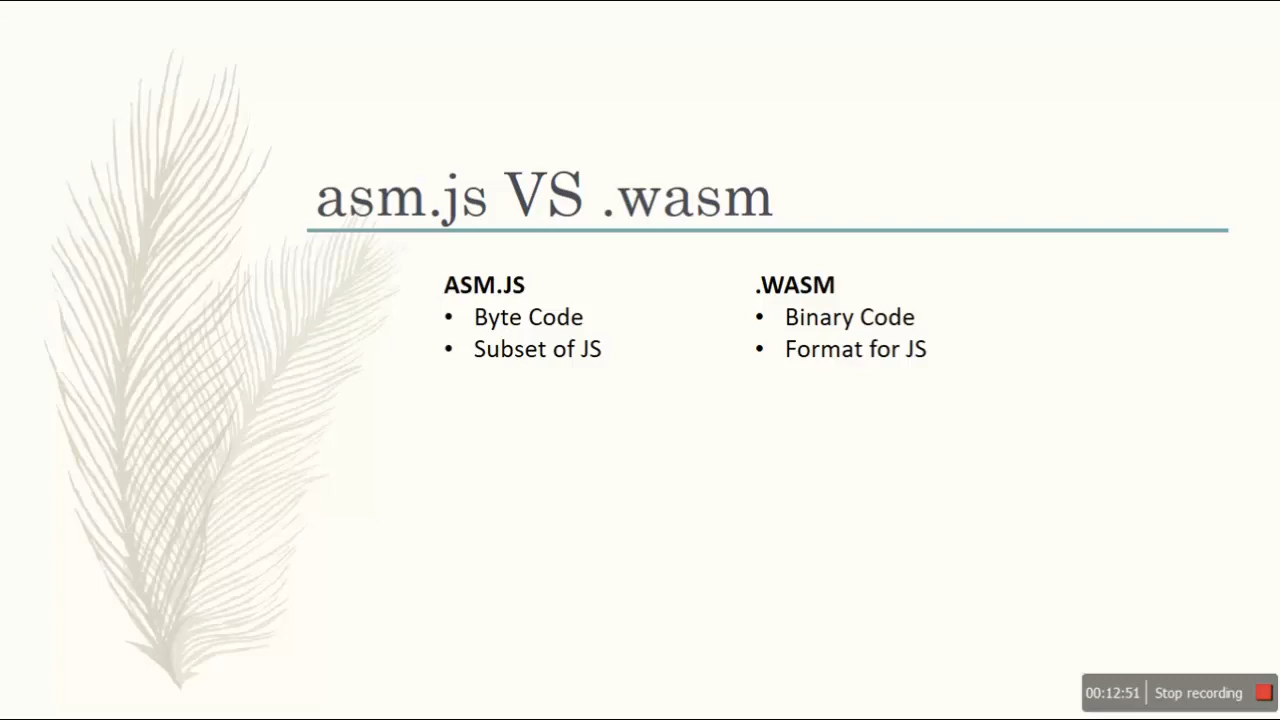 asm.js VS .wasm
ASM.JS
• Byte Code
• Subset of JS
.WASM
• Binary Code
• Format for JS
00:12:51 Stop recording